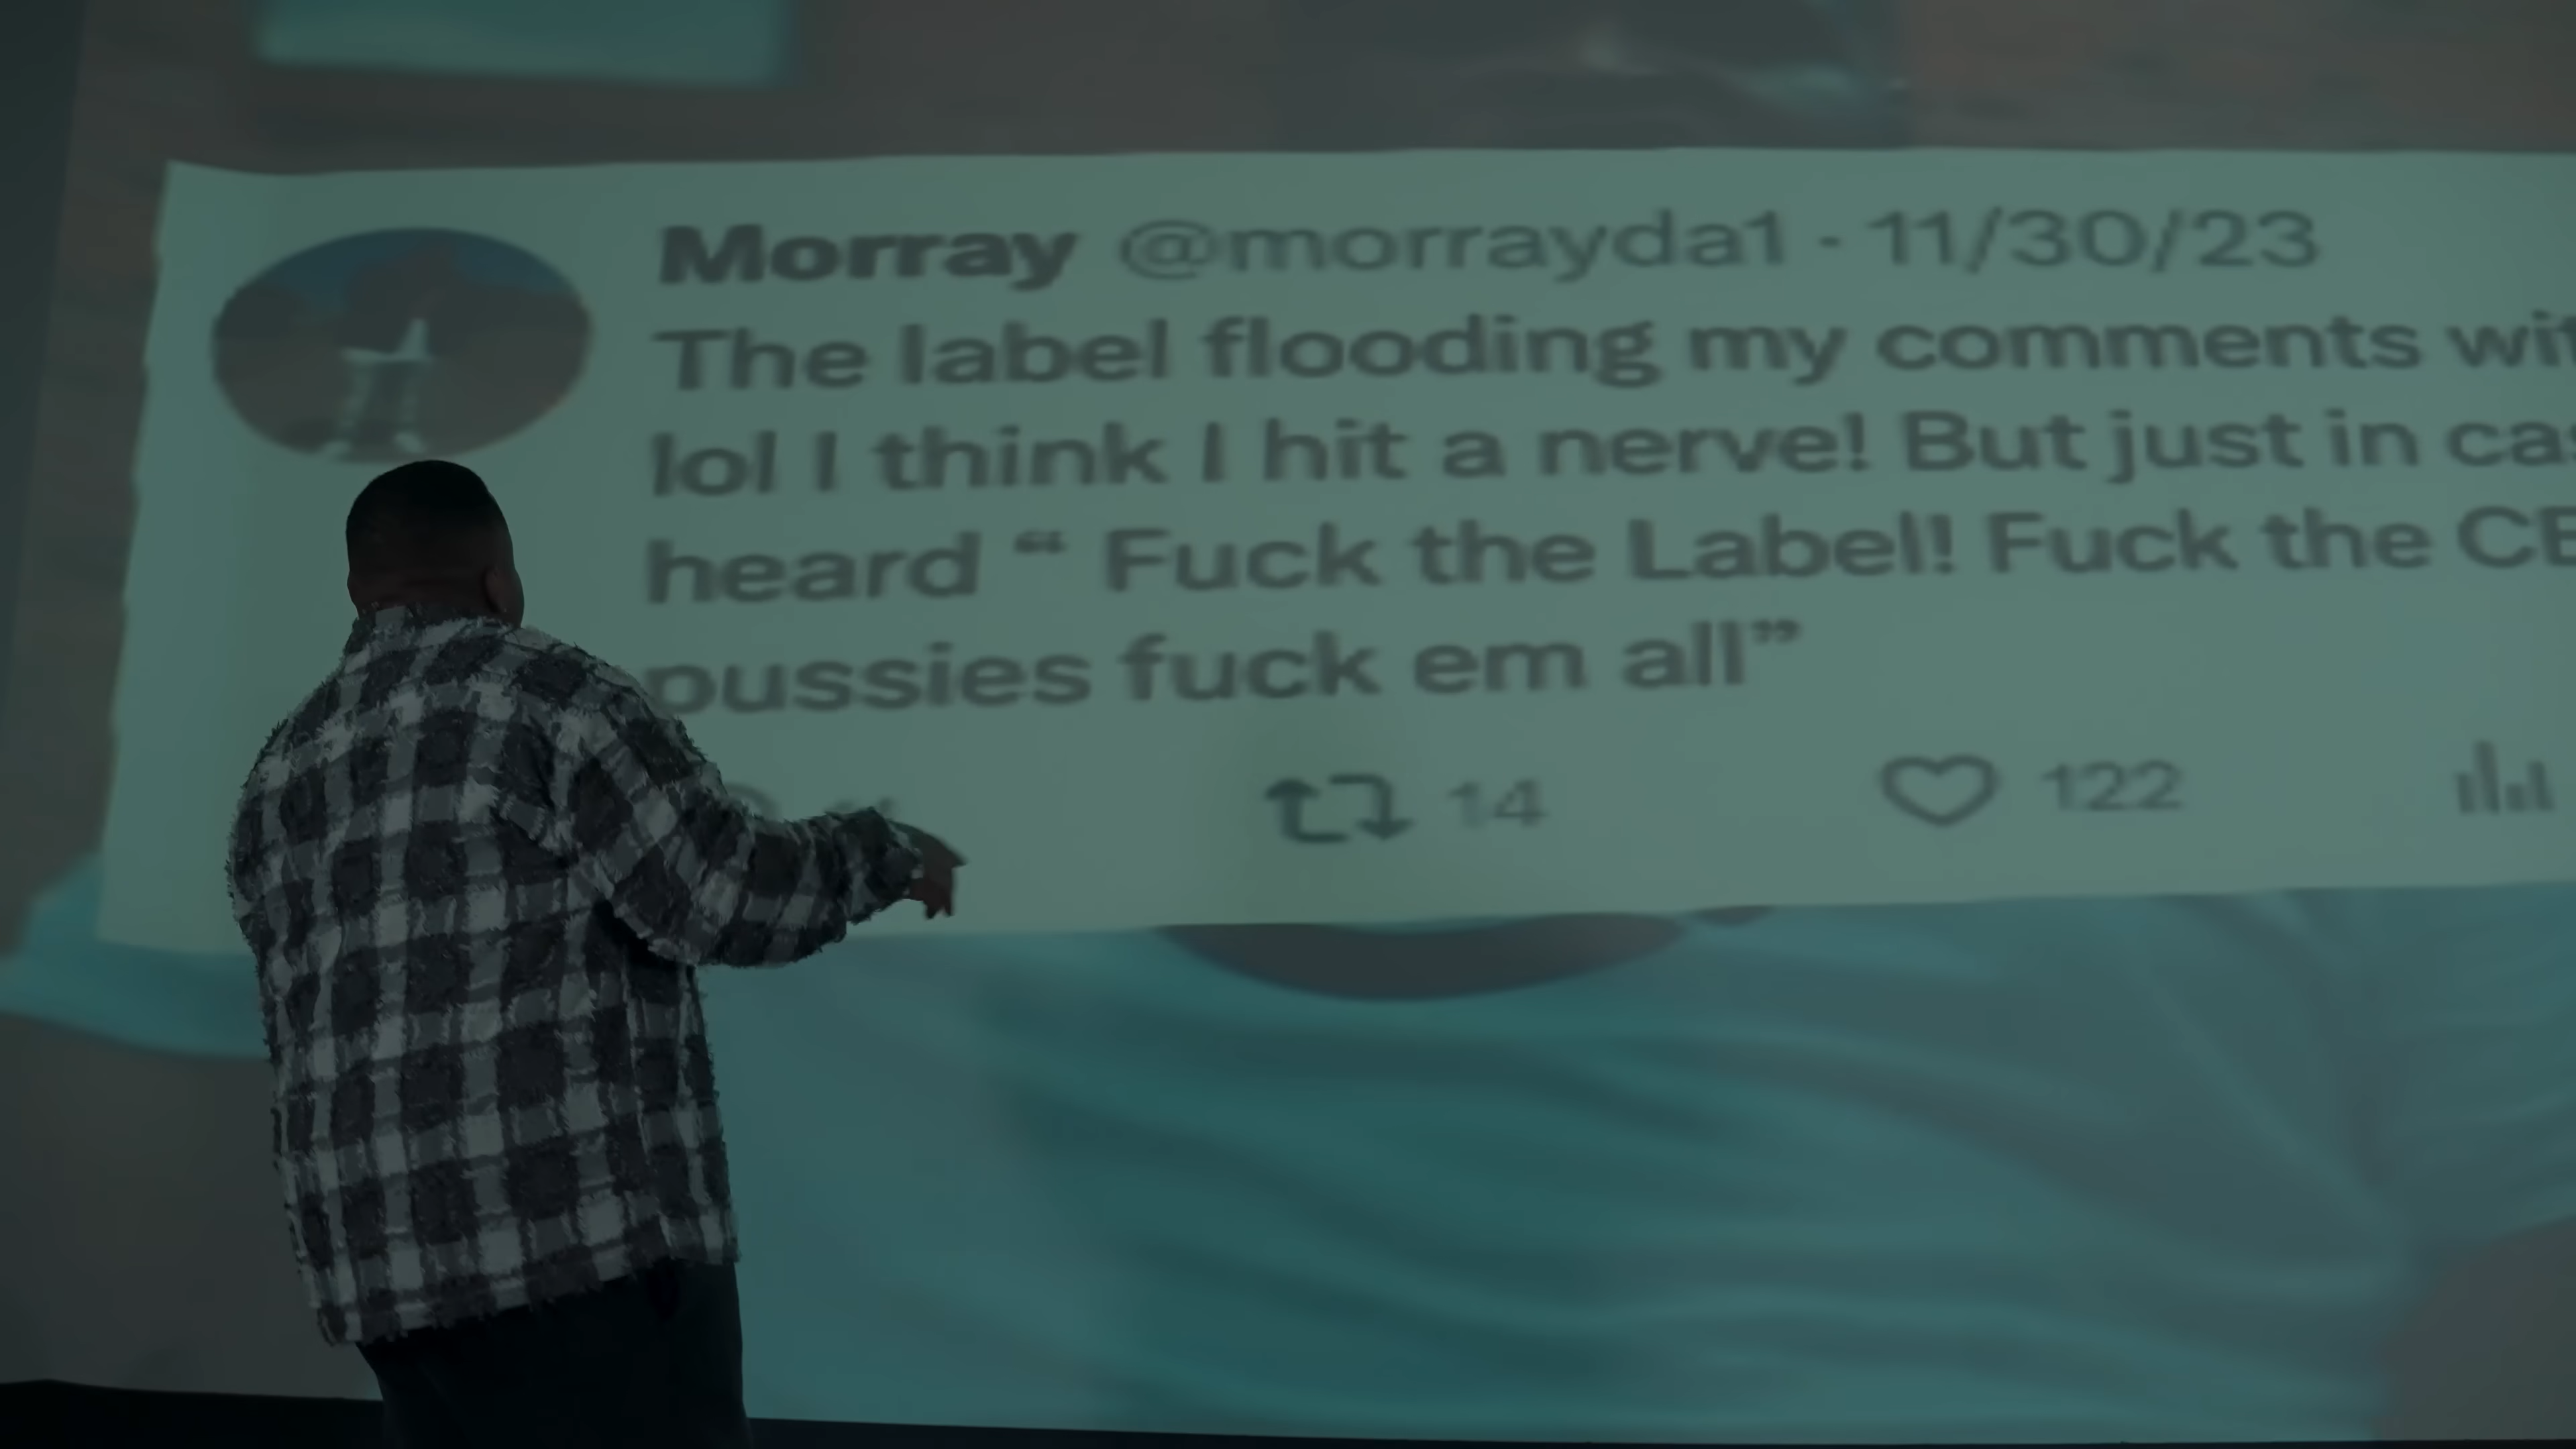 Morray @morrayda1 · 11/30/23
The label flooding my comments
lol I think I hit a nerve! But just in
heard “ Fuck the Label! Fuck the
pussies fuck em all”
14 122